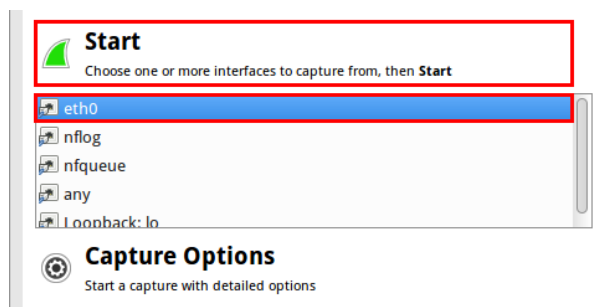 Start
Choose one or more interfaces to capture from, then Start
eth0
nflog
nfqueue
any
Loopback: lo
Capture Options
Start a capture with detailed options